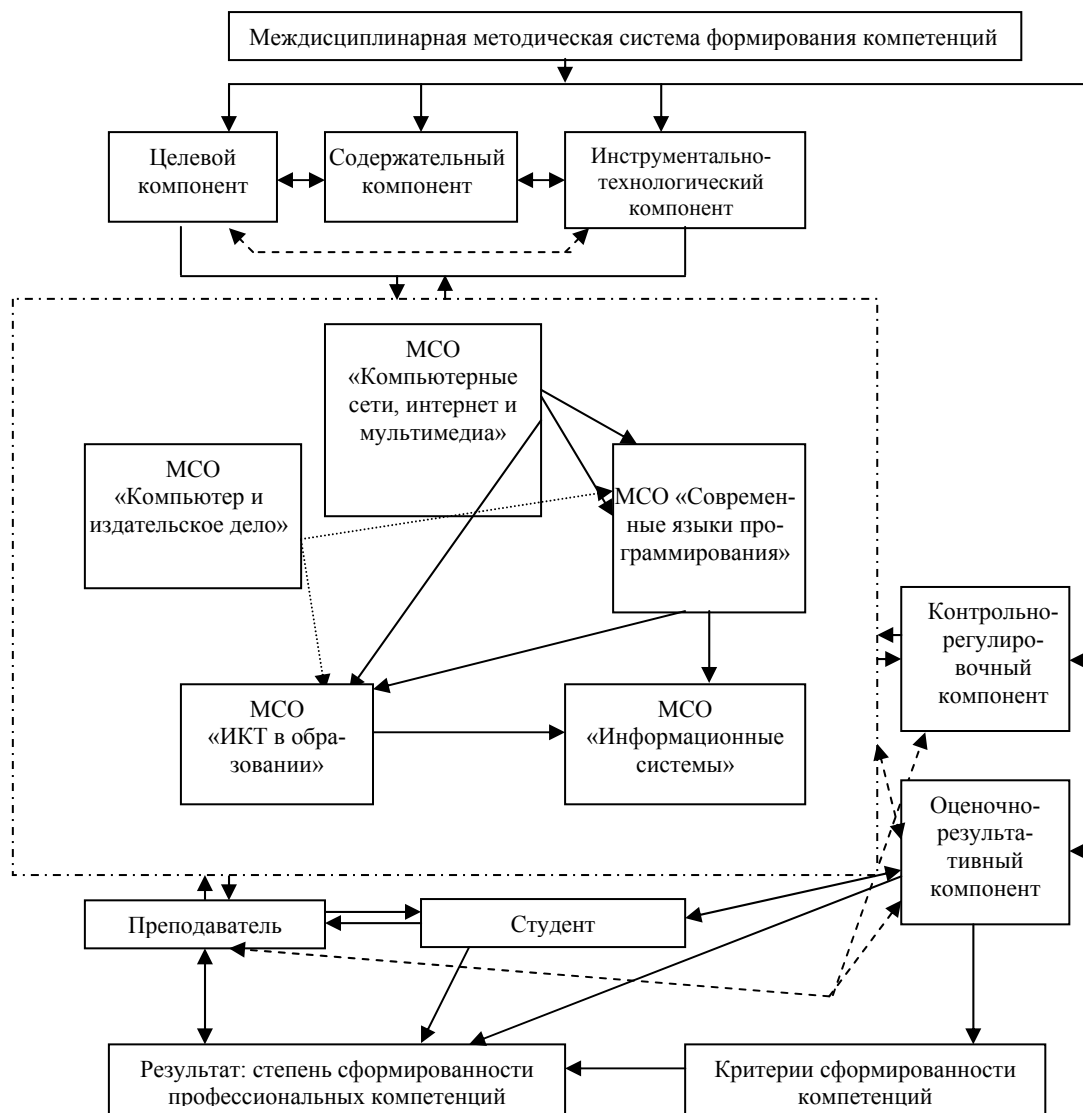 Междисциплинарная методическая система формирования компетенций
Целевой
компонент
Содержательный
компонент
Инструментально-
технологический
компонент
МСО
«Компьютерные
сети, интернет и
мультимедиа»
МСО
«Компьютер и
издательское дело»
МСО «Современ-
ные языки про-
граммирования»
Контрольно-
регулиро-
вочный
компонент
МСО
«ИКТ в обра-
зовании»
МСО
«Информационные
системы»
Оценочно-
результа-
тивный
компонент
Преподаватель
Студент
Результат: степень сформированности
профессиональных компетенций
Критерии сформированности
компетенций